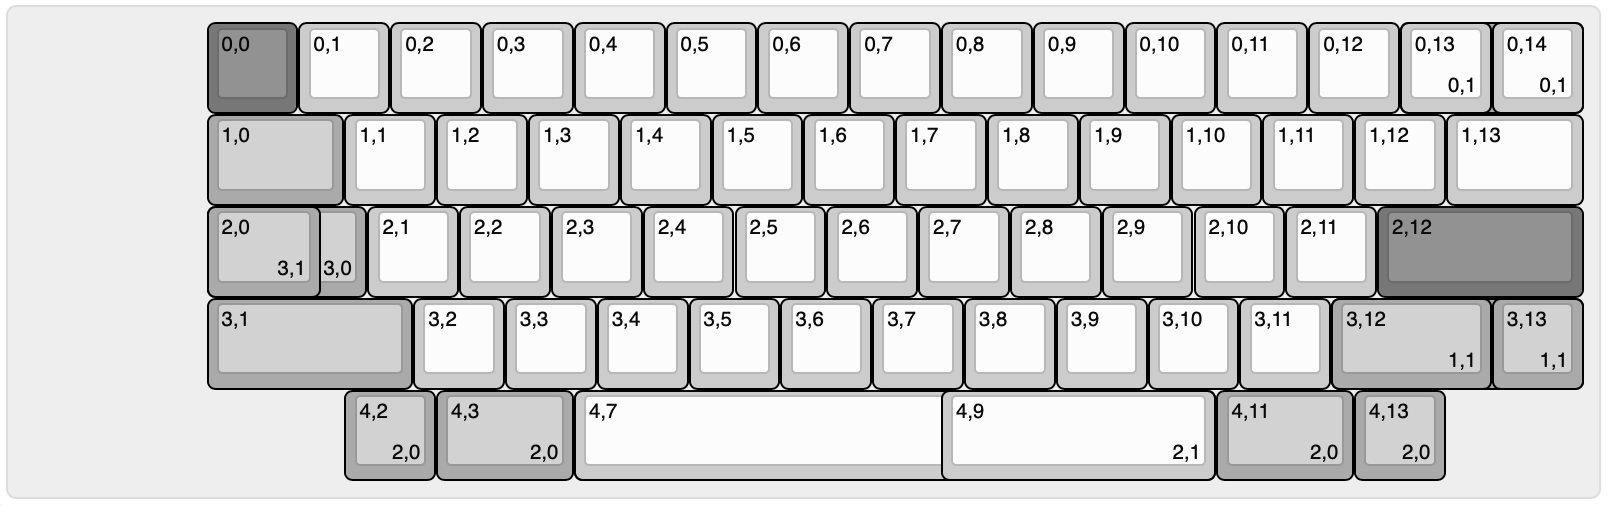 0,0 0,1 0,2 0,3 0,4 0,5 0,6 0,7 0,8 0,9 0,10 0,11 0,12 0,13 0,14
0,1 0,1
1,0 1,1 1,2 1,3 1,4 1,5 1,6 1,7 1,8 1,9 1,10 1,11 1,12 1,13
2,0 2,1 2,2 2,3 2,4 2,5 2,6 2,7 2,8 2,9 2,10 2,11 2,12
3,1 3,0
3,1 3,2 3,3 3,4 3,5 3,6 3,7 3,8 3,9 3,10 3,11 3,12 3,13
1,1 1,1
4,2 4,3 4,7 4,9 4,11 4,13
2,0 2,0 2,1 2,0 2,0